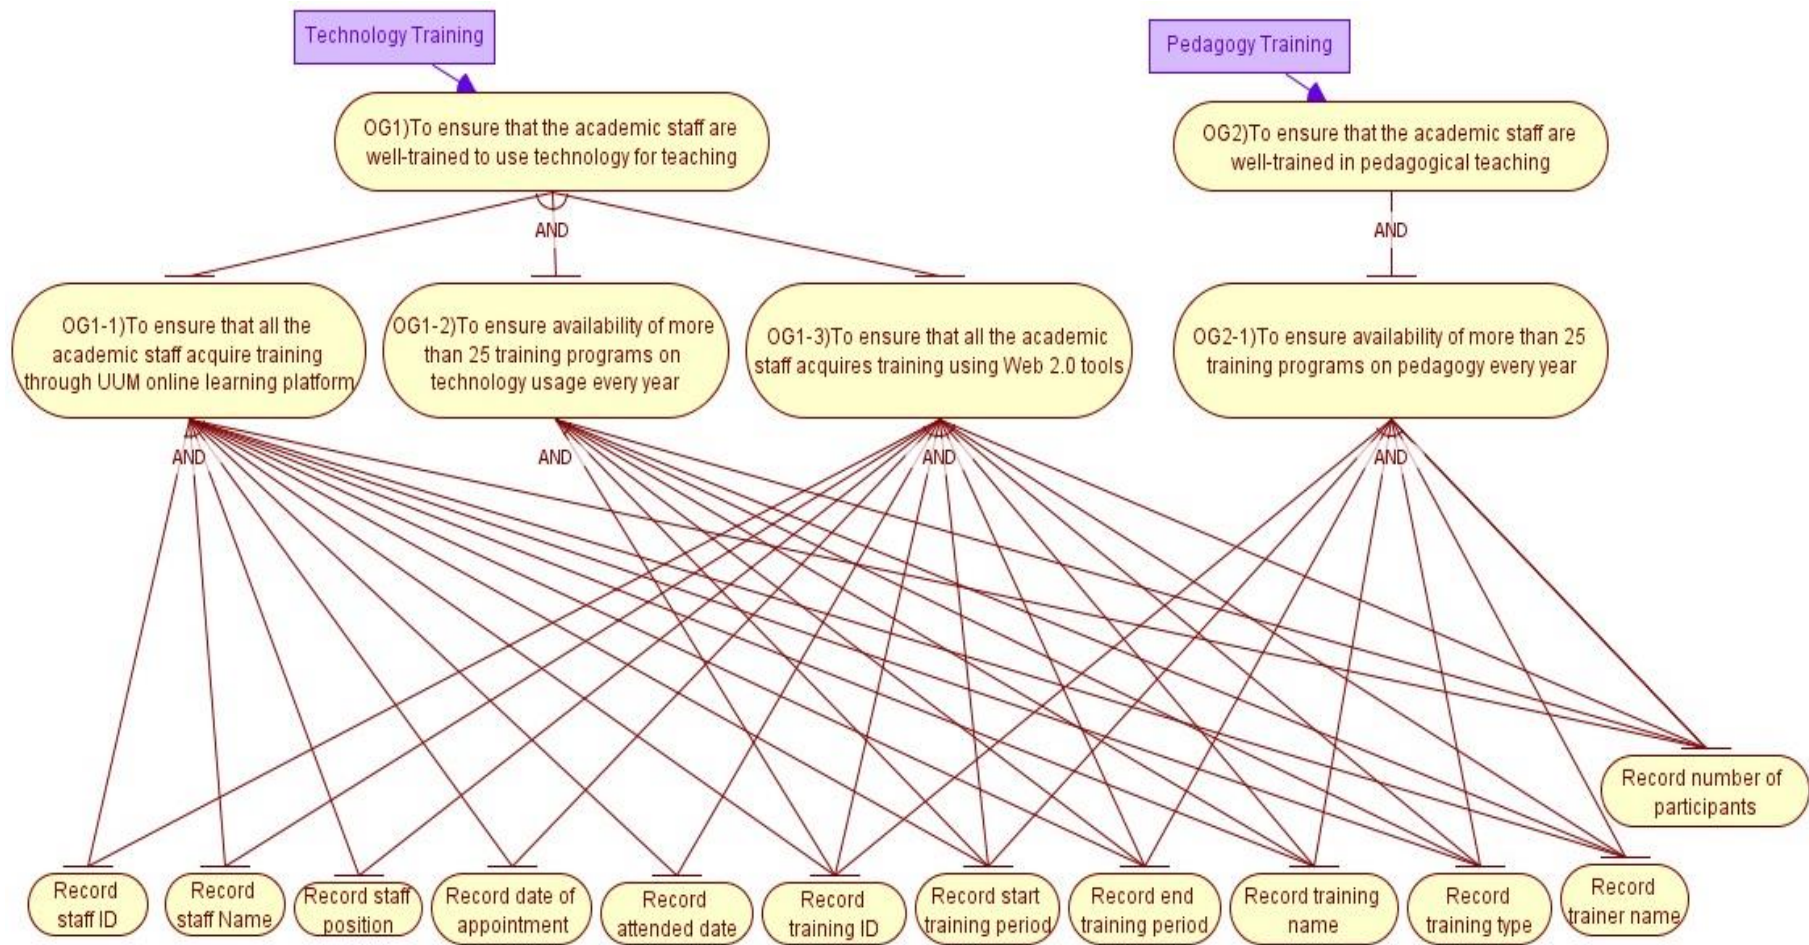 Technology Training
Pedagogy Training
OG1)To ensure that the academic staff are
well-trained to use technology for teaching
OG2)To ensure that the academic staff are
well-trained in pedagogical teaching
AND
AND
OG1-1)To ensure that all the
academic staff acquire training
through UUM online learning platform
OG1-2)To ensure availability of more
than 25 training programs on
technology usage every year
OG1-3)To ensure that all the academic
staff acquires training using Web 2.0 tools
OG2-1)To ensure availability of more than 25
training programs on pedagogy every year
AND
AND
AND
AND
Record number of
participants
Record
staff ID
Record
staff Name
Record staff
position
Record date of
appointment
Record
attended date
Record
training ID
Record start
training period
Record end
training period
Record training
name
Record
training type
Record
trainer name